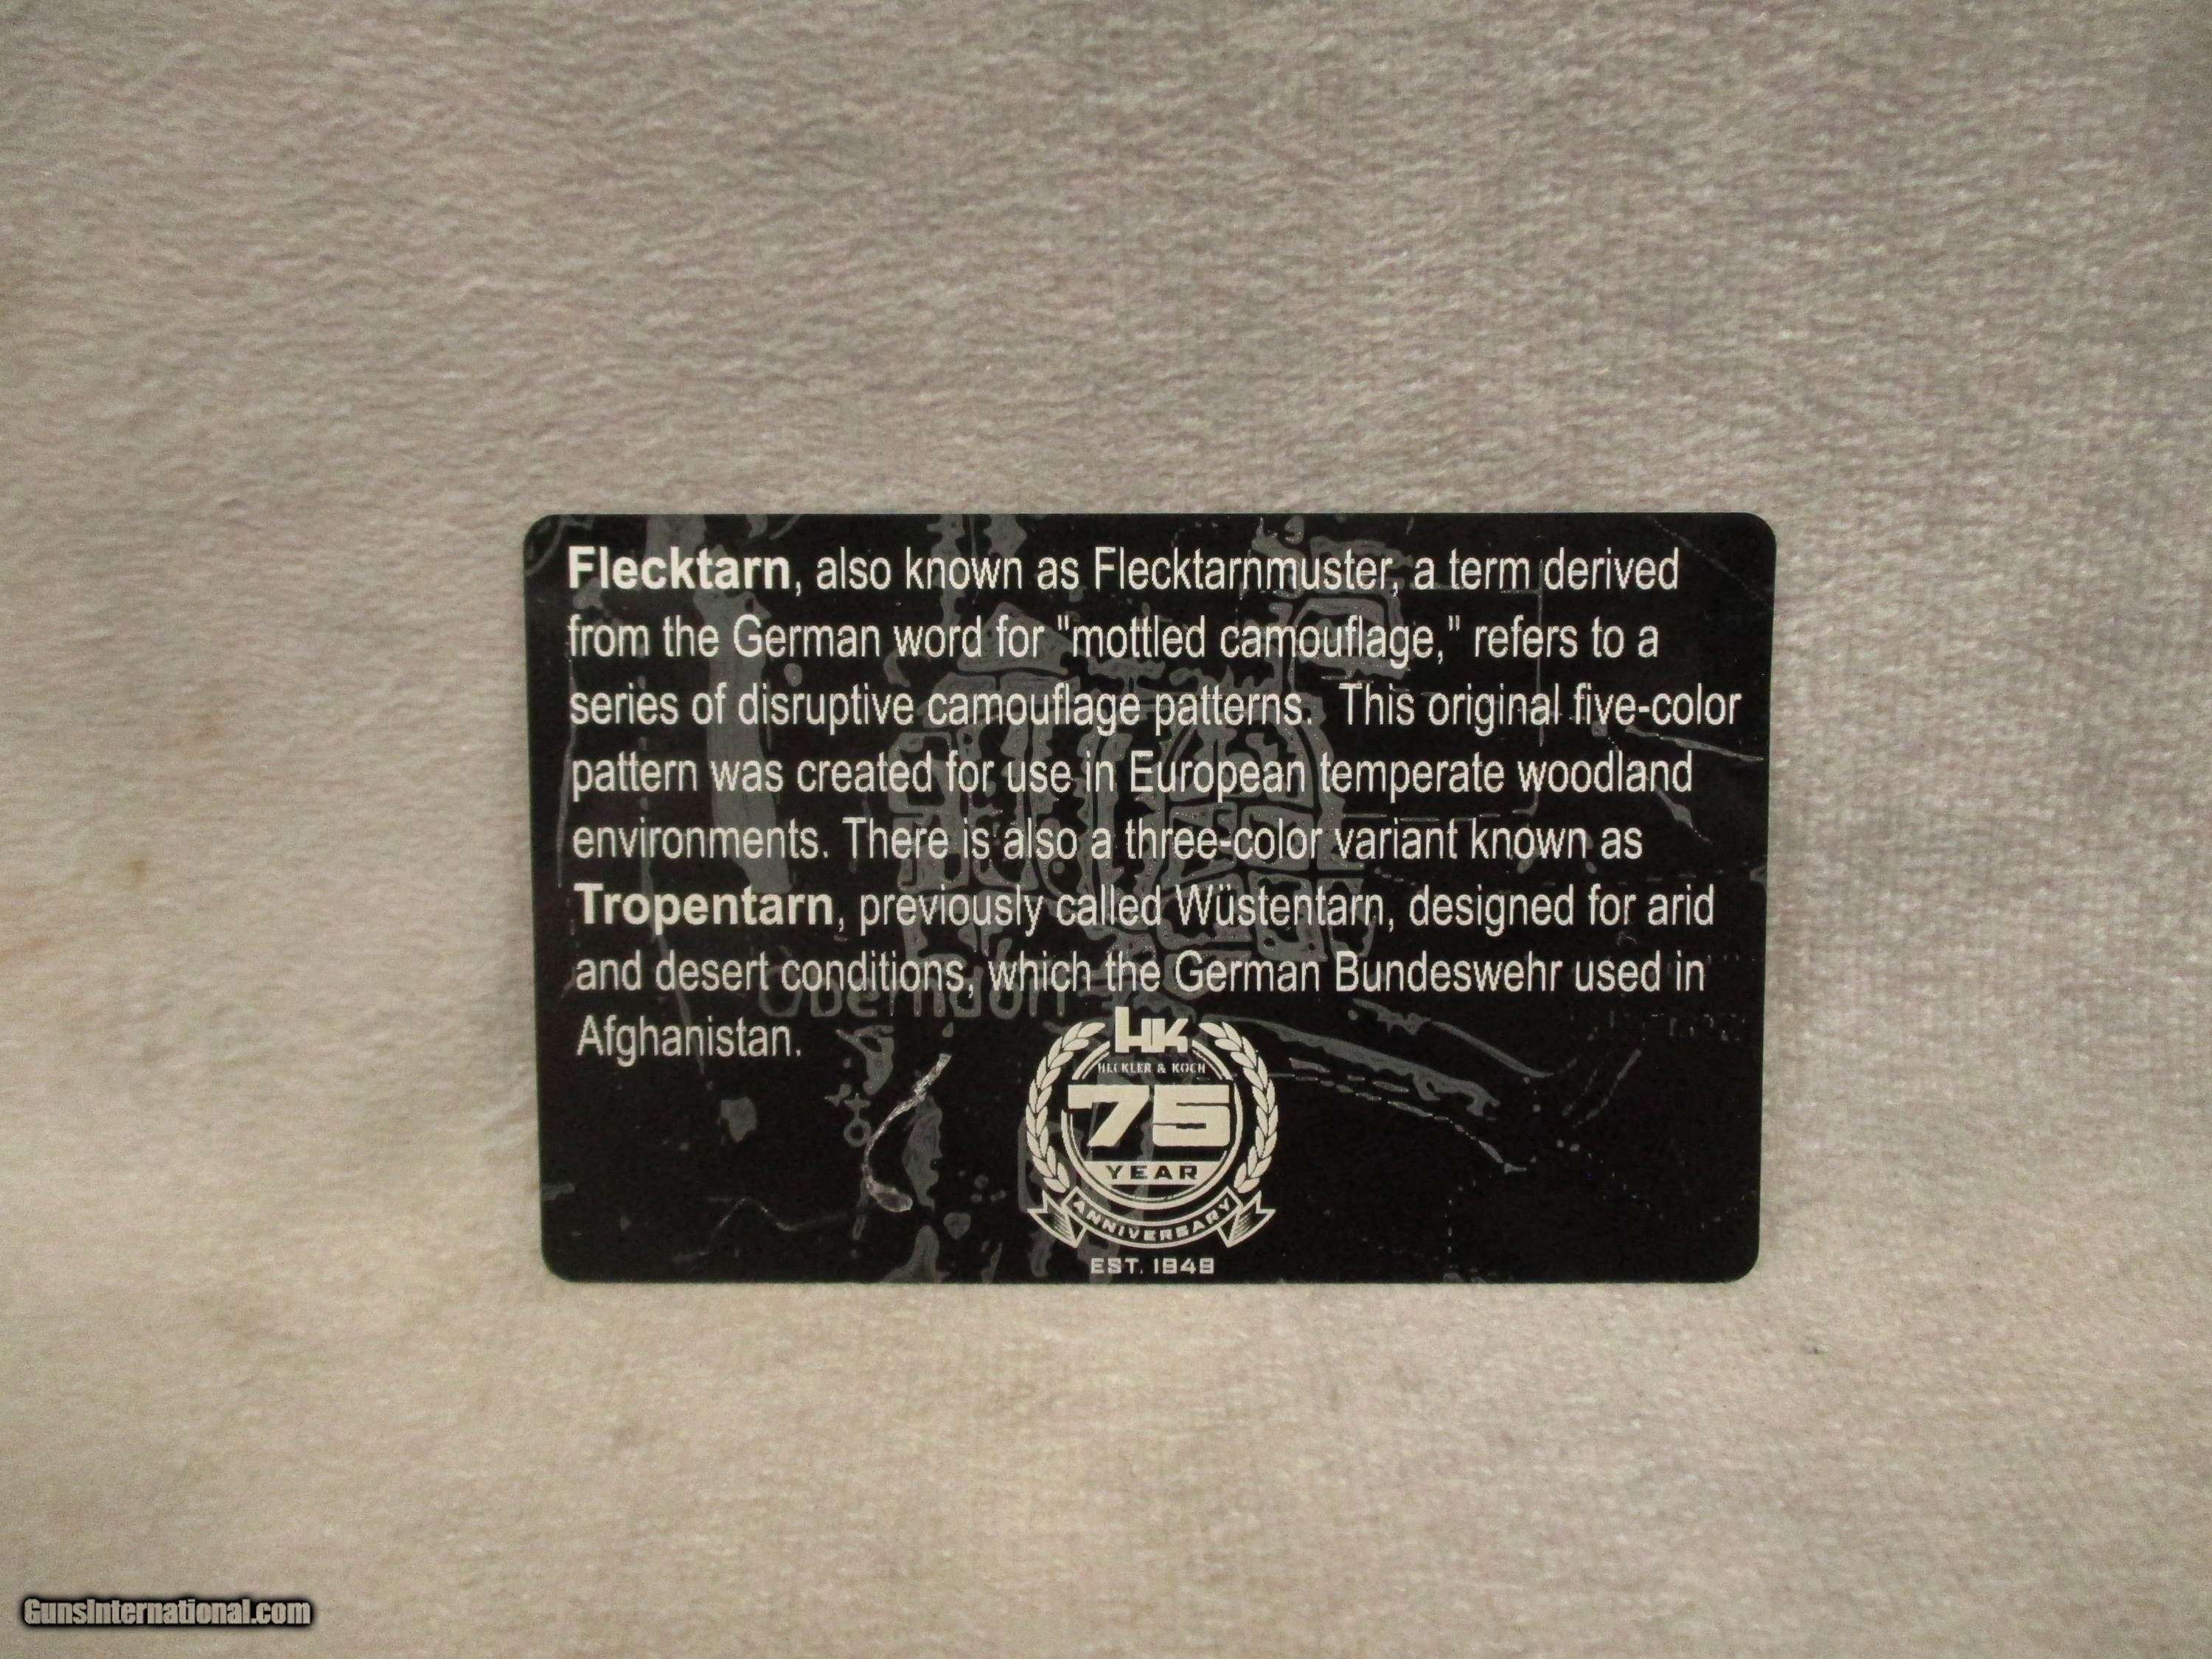 Flecktarn, also known as Flecktarnmuster, a term derived
from the German word for "mottled camouflage," refers to a
series of disruptive camouflage patterns. This original five-color
pattern was created for use in European temperate woodland
environments. There is also a three-color variant known as
Tropentarn, previously called Wüstentarn, designed for arid
and desert conditions, which the German Bundeswehr used in
Afghanistan.
Oberndorf
HK
HECKLER & KOCH
75
YEAR
ANNIVERSARY
EST. 1949
GunsInternational.com